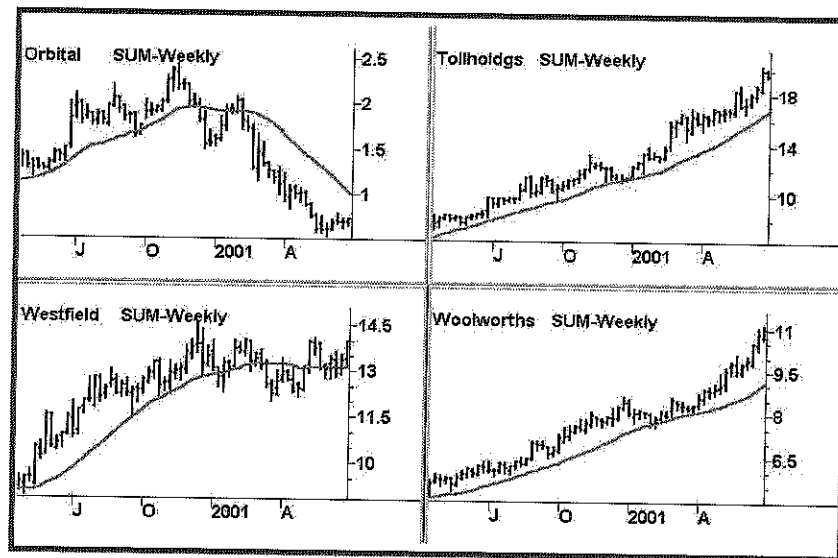 Orbital SUM-Weekly
2.5
2
1.5
1
J O 2001 A
Tollholdgs SUM-Weekly
18
14
10
J O 2001 A
Westfield SUM-Weekly
14.5
13
11.5
10
J O 2001 A
Woolworths SUM-Weekly
11
9.5
8
6.5
J O 2001 A